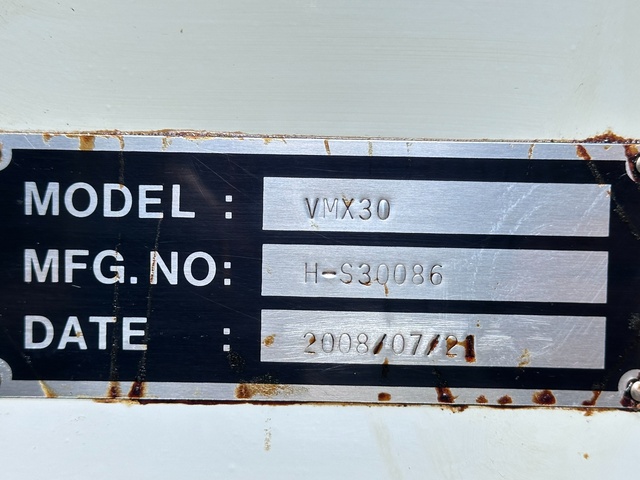 MODEL : VMX30
MFG.NO: H-S30086
DATE : 2008/07/21